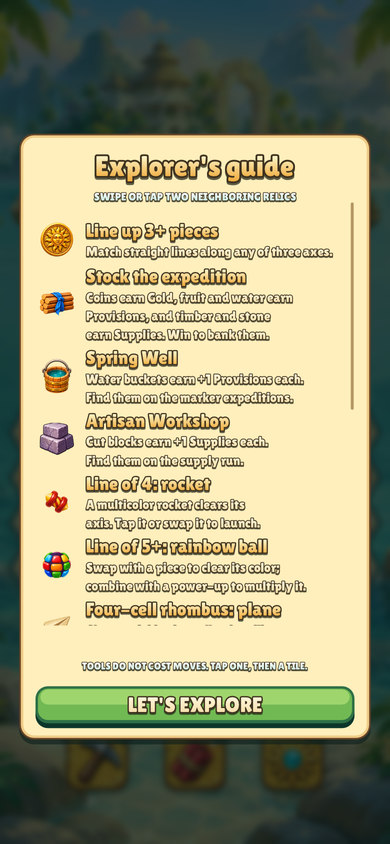 Explorer's guide
SWIPE OR TAP TWO NEIGHBORING RELICS
Line up 3+ pieces
Match straight lines along any of three axes.
Stock the expedition
Coins earn Gold, fruit and water earn
Provisions, and timber and stone
earn Supplies. Win to bank them.
Spring Well
Water buckets earn +1 Provisions each.
Find them on the marker expeditions.
Artisan Workshop
Cut blocks earn +1 Supplies each.
Find them on the supply run.
Line of 4: rocket
A multicolor rocket clears its
axis. Tap it or swap it to launch.
Line of 5+: rainbow ball
Swap with a piece to clear its color;
combine with a power-up to multiply it.
Four-cell rhombus: plane
TOOLS DO NOT COST MOVES. TAP ONE, THEN A TILE.
LET'S EXPLORE